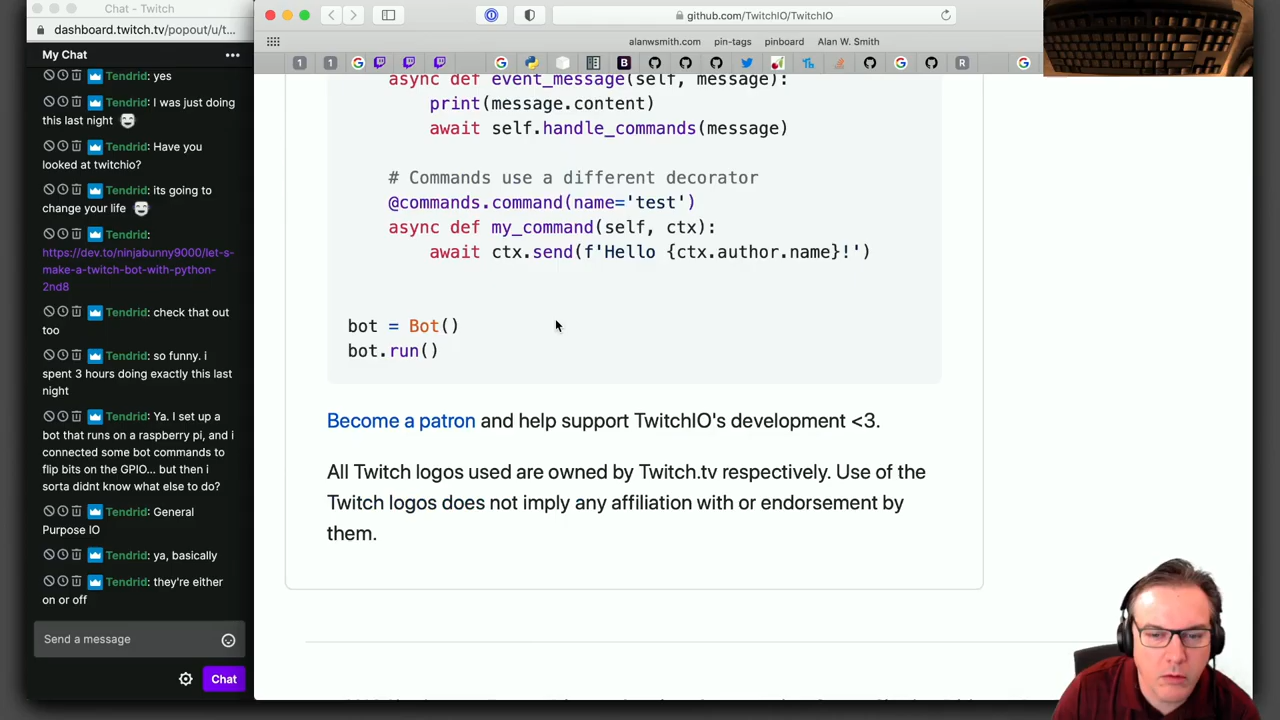 Chat - Twitch
dashboard.twitch.tv/popout/u/t...
My Chat
Tendrid: yes
Tendrid: I was just doing
this last night
Tendrid: Have you
looked at twitchio?
Tendrid: its going to
change your life
Tendrid:
https://dev.to/ninjabunny9000/let-s-
make-a-twitch-bot-with-python-
2nd8
Tendrid: check that out
too
Tendrid: so funny. i
spent 3 hours doing exactly this last
night
Tendrid: Ya. I set up a
bot that runs on a raspberry pi, and i
connected some bot commands to
flip bits on the GPIO... but then i
sorta didnt know what else to do?
Tendrid: General
Purpose IO
Tendrid: ya, basically
Tendrid: they're either
on or off
Send a message
Chat
github.com/TwitchIO/TwitchIO
alanwsmith.com pin-tags pinboard Alan W. Smith
async def event_message(self, message):
print(message.content)
await self.handle_commands(message)
# Commands use a different decorator
@commands.command(name='test')
async def my_command(self, ctx):
await ctx.send(f'Hello {ctx.author.name}!')
bot = Bot()
bot.run()
Become a patron and help support TwitchIO's development <3.
All Twitch logos used are owned by Twitch.tv respectively. Use of the
Twitch logos does not imply any affiliation with or endorsement by
them.